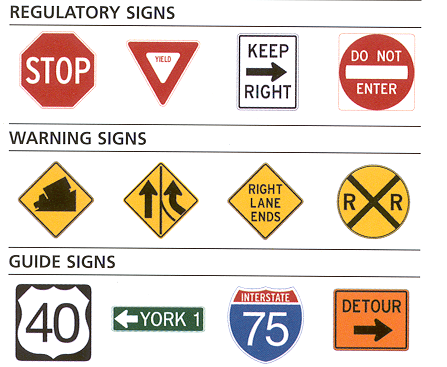 REGULATORY SIGNS
STOP
YIELD
KEEP
RIGHT
DO NOT
ENTER
WARNING SIGNS
RIGHT
LANE
ENDS
R R
GUIDE SIGNS
40
YORK 1
INTERSTATE
75
DETOUR